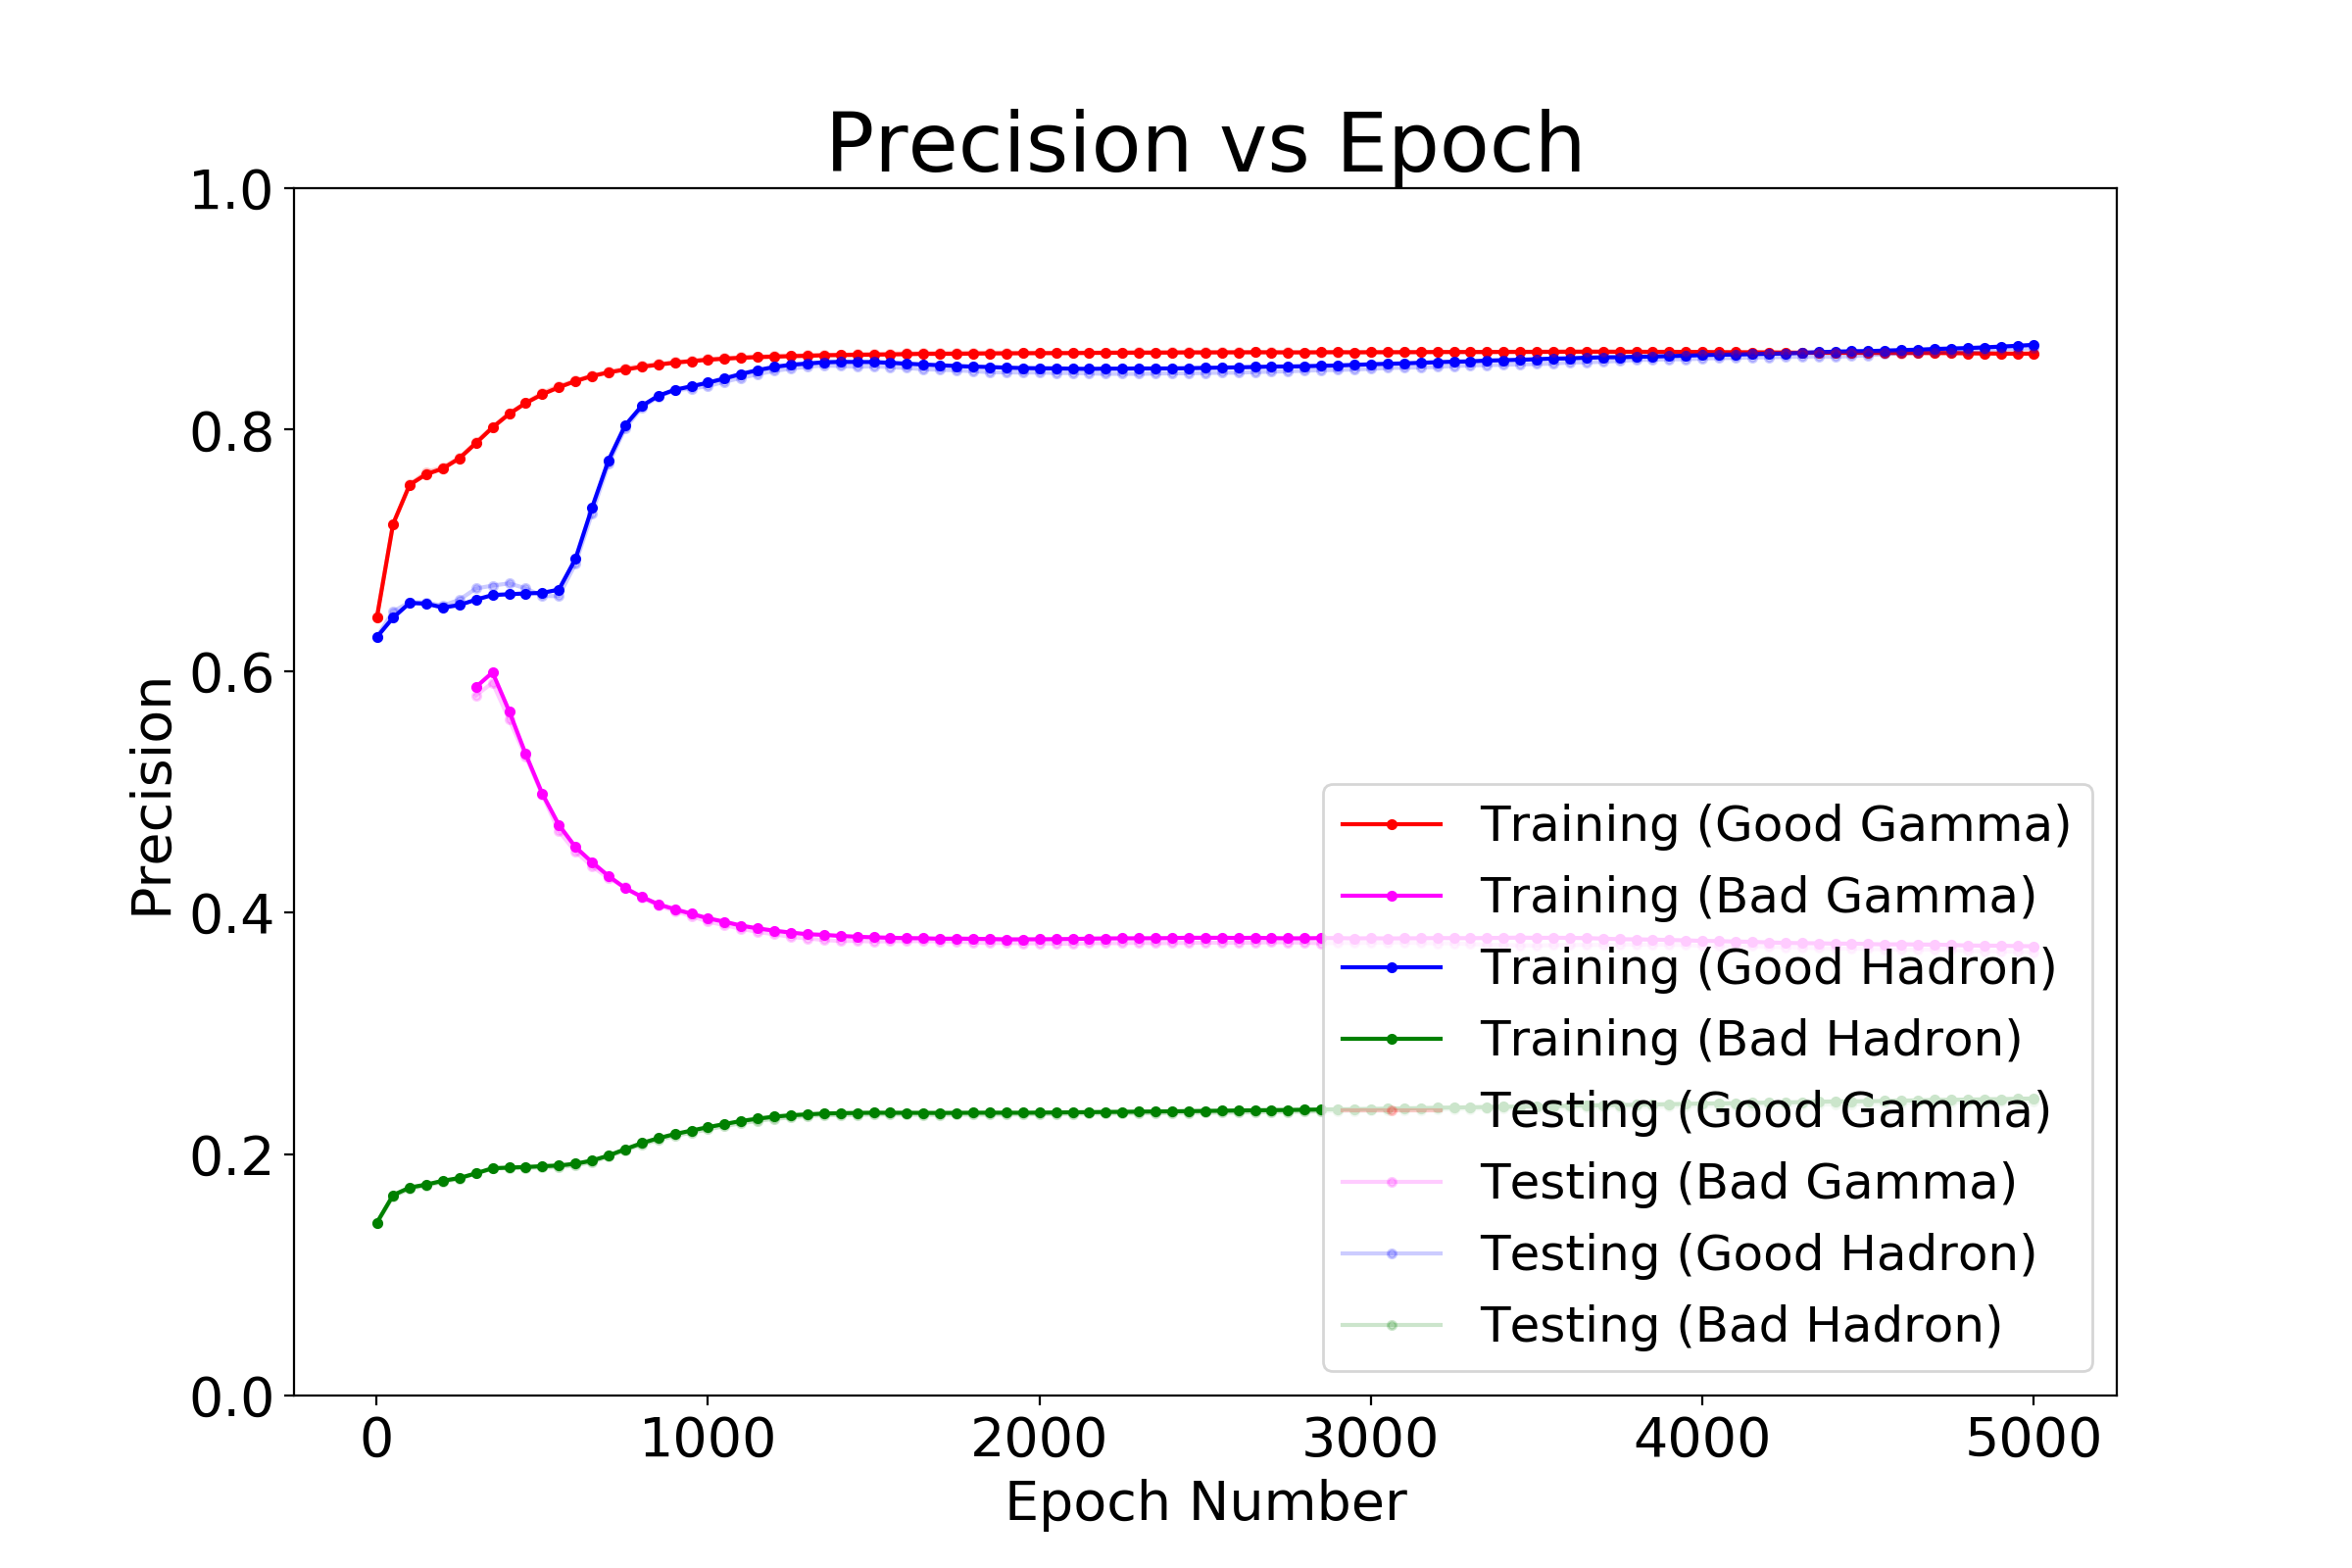 Precision vs Epoch
1.0
0.8
0.6
0.4
0.2
0.0
Precision
Training (Good Gamma)
Training (Bad Gamma)
Training (Good Hadron)
Training (Bad Hadron)
Testing (Good Gamma)
Testing (Bad Gamma)
Testing (Good Hadron)
Testing (Bad Hadron)
0 1000 2000 3000 4000 5000
Epoch Number